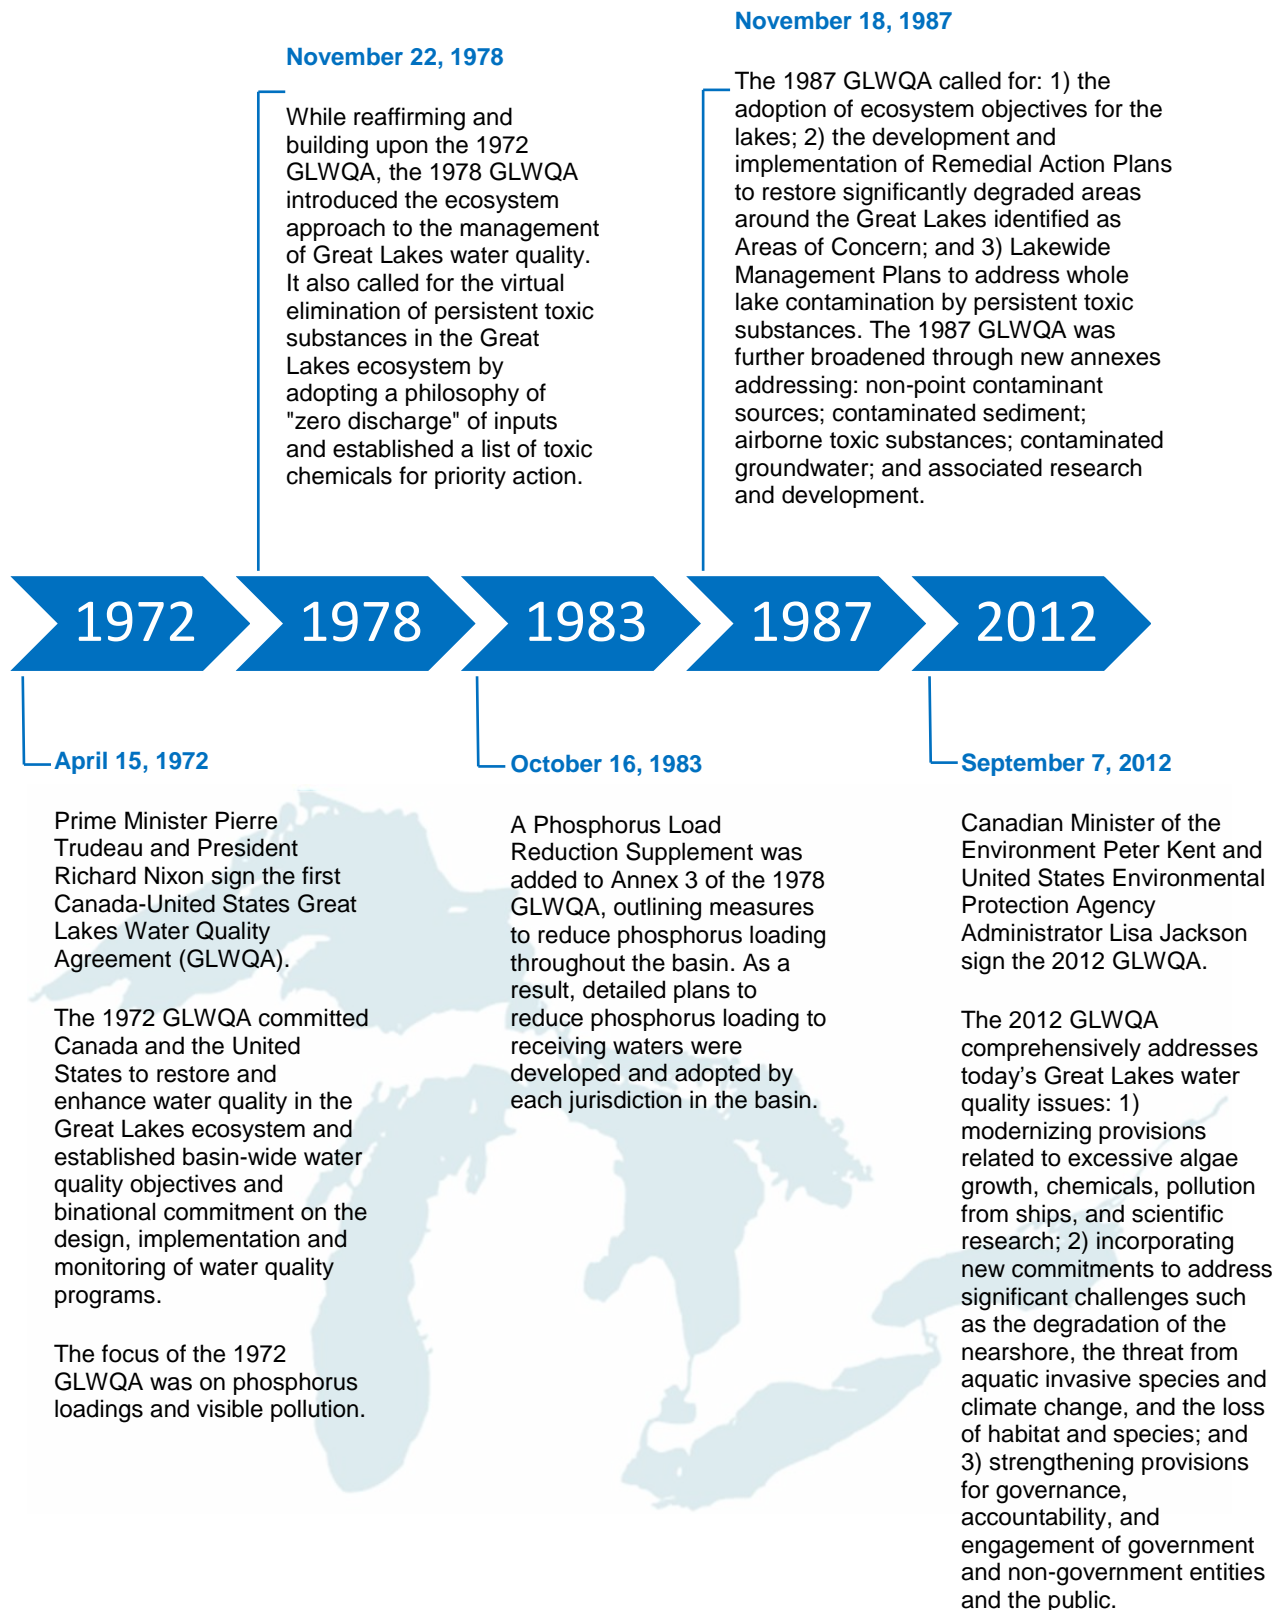 November 18, 1987
The 1987 GLWQA called for: 1) the
adoption of ecosystem objectives for the
lakes; 2) the development and
implementation of Remedial Action Plans
to restore significantly degraded areas
around the Great Lakes identified as
Areas of Concern; and 3) Lakewide
Management Plans to address whole
lake contamination by persistent toxic
substances. The 1987 GLWQA was
further broadened through new annexes
addressing: non-point contaminant
sources; contaminated sediment;
airborne toxic substances; contaminated
groundwater; and associated research
and development.
November 22, 1978
While reaffirming and
building upon the 1972
GLWQA, the 1978 GLWQA
introduced the ecosystem
approach to the management
of Great Lakes water quality.
It also called for the virtual
elimination of persistent toxic
substances in the Great
Lakes ecosystem by
adopting a philosophy of
"zero discharge" of inputs
and established a list of toxic
chemicals for priority action.
1972
1978
1983
1987
2012
April 15, 1972
Prime Minister Pierre
Trudeau and President
Richard Nixon sign the first
Canada-United States Great
Lakes Water Quality
Agreement (GLWQA).
The 1972 GLWQA committed
Canada and the United
States to restore and
enhance water quality in the
Great Lakes ecosystem and
established basin-wide water
quality objectives and
binational commitment on the
design, implementation and
monitoring of water quality
programs.
The focus of the 1972
GLWQA was on phosphorus
loadings and visible pollution.
October 16, 1983
A Phosphorus Load
Reduction Supplement was
added to Annex 3 of the 1978
GLWQA, outlining measures
to reduce phosphorus loading
throughout the basin. As a
result, detailed plans to
reduce phosphorus loading to
receiving waters were
developed and adopted by
each jurisdiction in the basin.
September 7, 2012
Canadian Minister of the
Environment Peter Kent and
United States Environmental
Protection Agency
Administrator Lisa Jackson
sign the 2012 GLWQA.
The 2012 GLWQA
comprehensively addresses
today’s Great Lakes water
quality issues: 1)
modernizing provisions
related to excessive algae
growth, chemicals, pollution
from ships, and scientific
research; 2) incorporating
new commitments to address
significant challenges such
as the degradation of the
nearshore, the threat from
aquatic invasive species and
climate change, and the loss
of habitat and species; and
3) strengthening provisions
for governance,
accountability, and
engagement of government
and non-government entities
and the public.